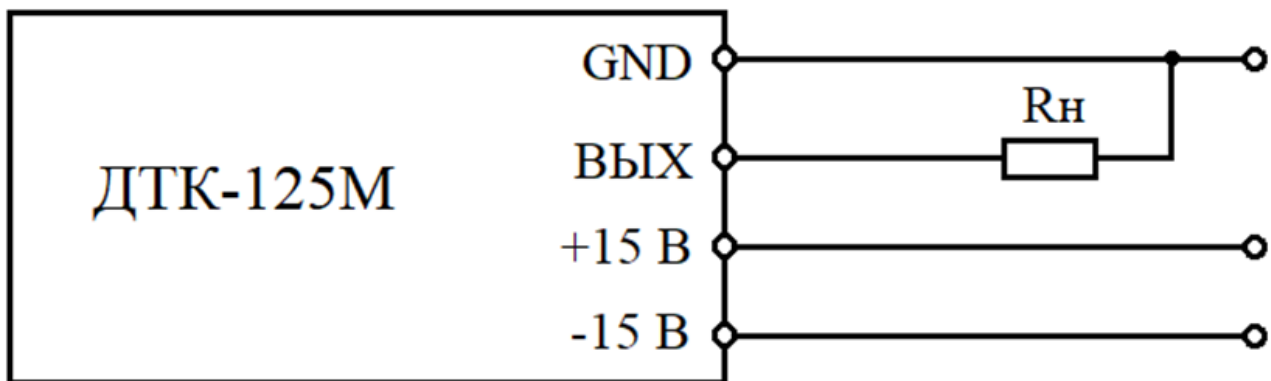 GND
Rн
ВЫХ
ДТК-125М
+15 В
-15 В